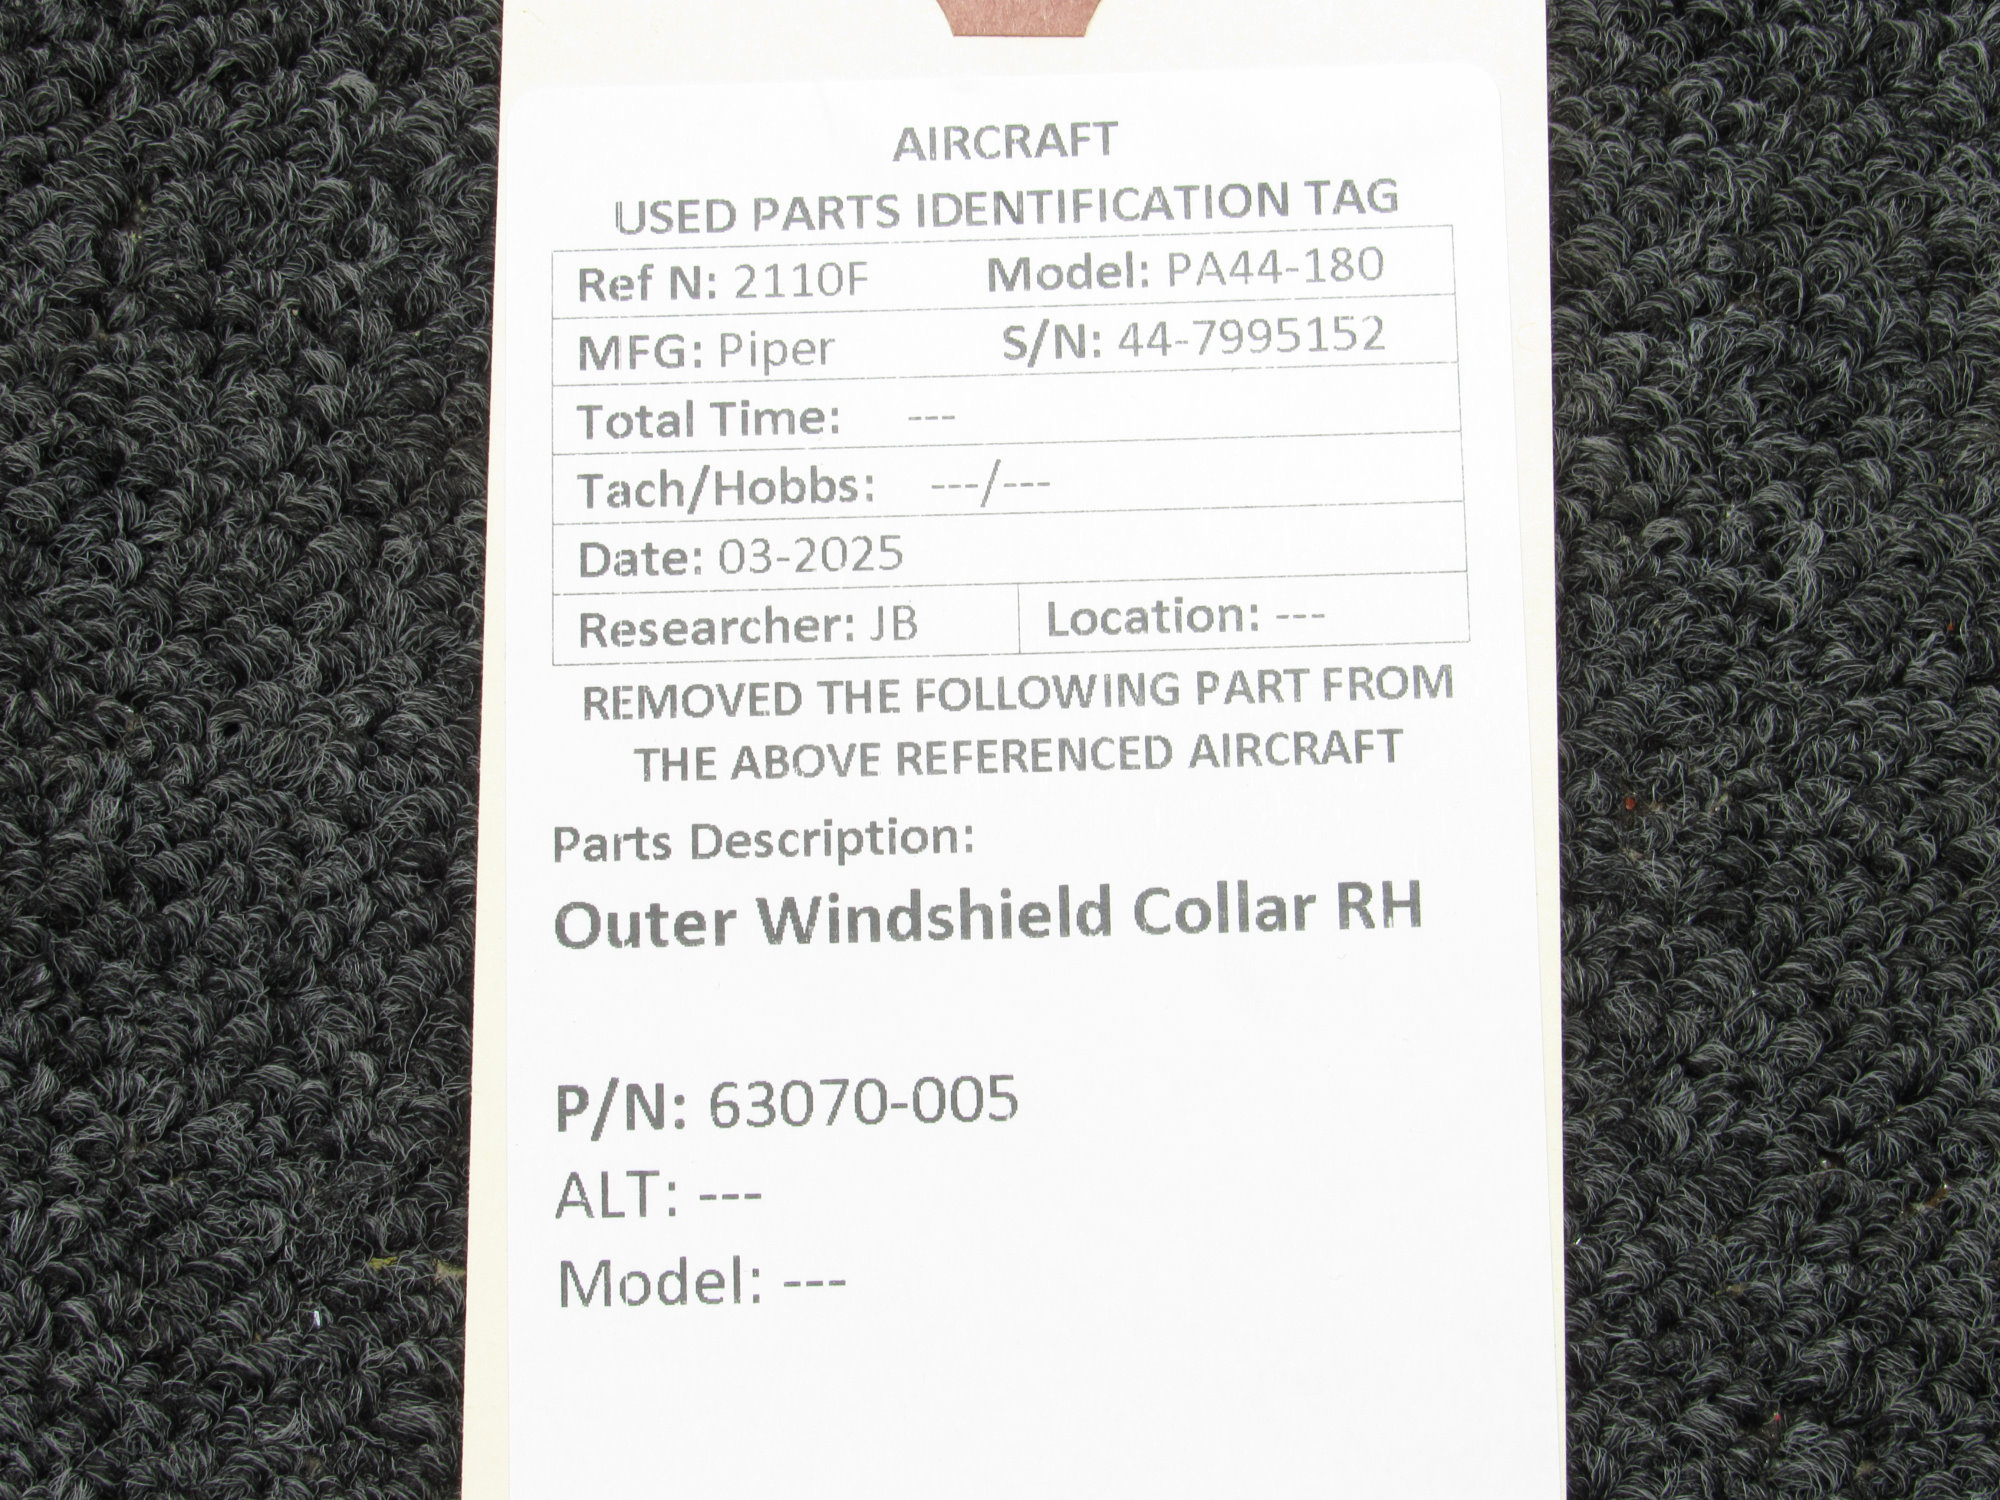 AIRCRAFT
USED PARTS IDENTIFICATION TAG
Ref N: 2110F Model: PA44-180
MFG: Piper S/N: 44-7995152
Total Time: ---
Tach/Hobbs: ---/---
Date: 03-2025
Researcher: JB Location: ---
REMOVED THE FOLLOWING PART FROM
THE ABOVE REFERENCED AIRCRAFT
Parts Description:
Outer Windshield Collar RH
P/N: 63070-005
ALT: ---
Model: ---